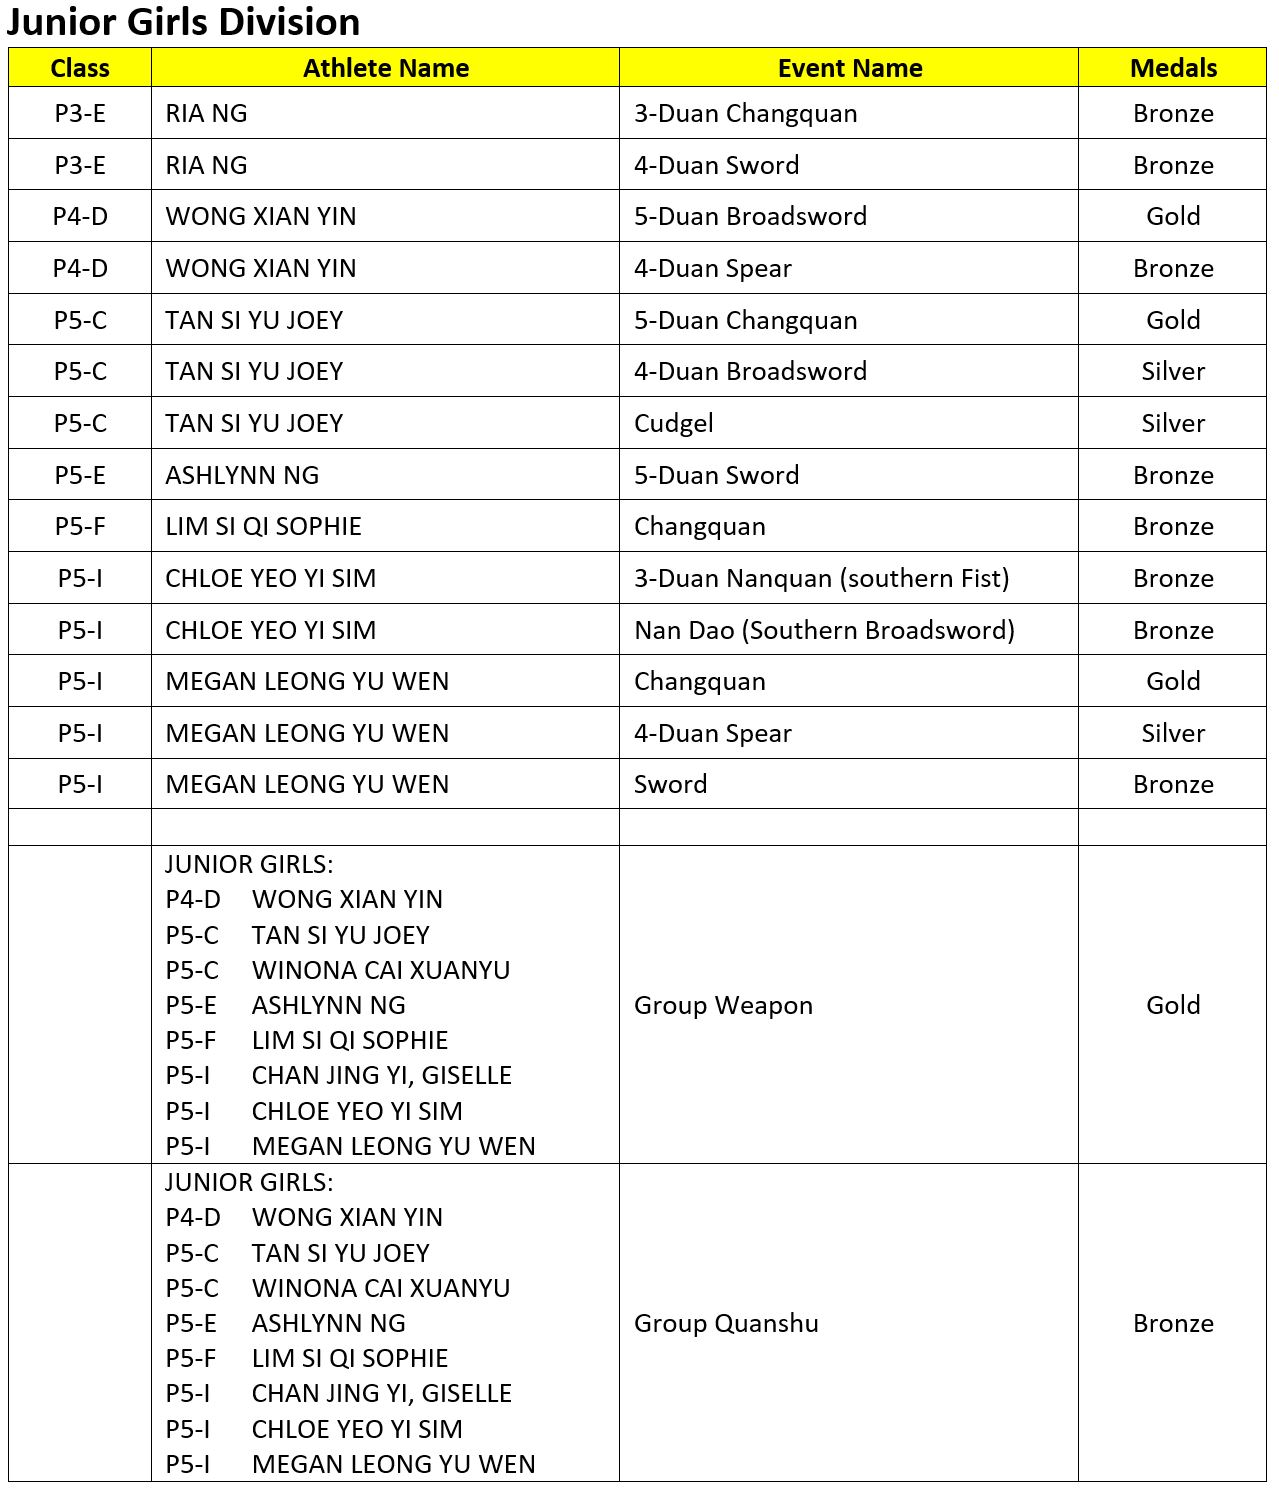 Junior Girls Division
Class Athlete Name Event Name Medals
P3-E RIA NG 3-Duan Changquan Bronze
P3-E RIA NG 4-Duan Sword Bronze
P4-D WONG XIAN YIN 5-Duan Broadsword Gold
P4-D WONG XIAN YIN 4-Duan Spear Bronze
P5-C TAN SI YU JOEY 5-Duan Changquan Gold
P5-C TAN SI YU JOEY 4-Duan Broadsword Silver
P5-C TAN SI YU JOEY Cudgel Silver
P5-E ASHLYNN NG 5-Duan Sword Bronze
P5-F LIM SI QI SOPHIE Changquan Bronze
P5-I CHLOE YEO YI SIM 3-Duan Nanquan (southern Fist) Bronze
P5-I CHLOE YEO YI SIM Nan Dao (Southern Broadsword) Bronze
P5-I MEGAN LEONG YU WEN Changquan Gold
P5-I MEGAN LEONG YU WEN 4-Duan Spear Silver
P5-I MEGAN LEONG YU WEN Sword Bronze
JUNIOR GIRLS:
P4-D WONG XIAN YIN
P5-C TAN SI YU JOEY
P5-C WINONA CAI XUANYU
P5-E ASHLYNN NG Group Weapon Gold
P5-F LIM SI QI SOPHIE
P5-I CHAN JING YI, GISELLE
P5-I CHLOE YEO YI SIM
P5-I MEGAN LEONG YU WEN
JUNIOR GIRLS:
P4-D WONG XIAN YIN
P5-C TAN SI YU JOEY
P5-C WINONA CAI XUANYU
P5-E ASHLYNN NG Group Quanshu Bronze
P5-F LIM SI QI SOPHIE
P5-I CHAN JING YI, GISELLE
P5-I CHLOE YEO YI SIM
P5-I MEGAN LEONG YU WEN